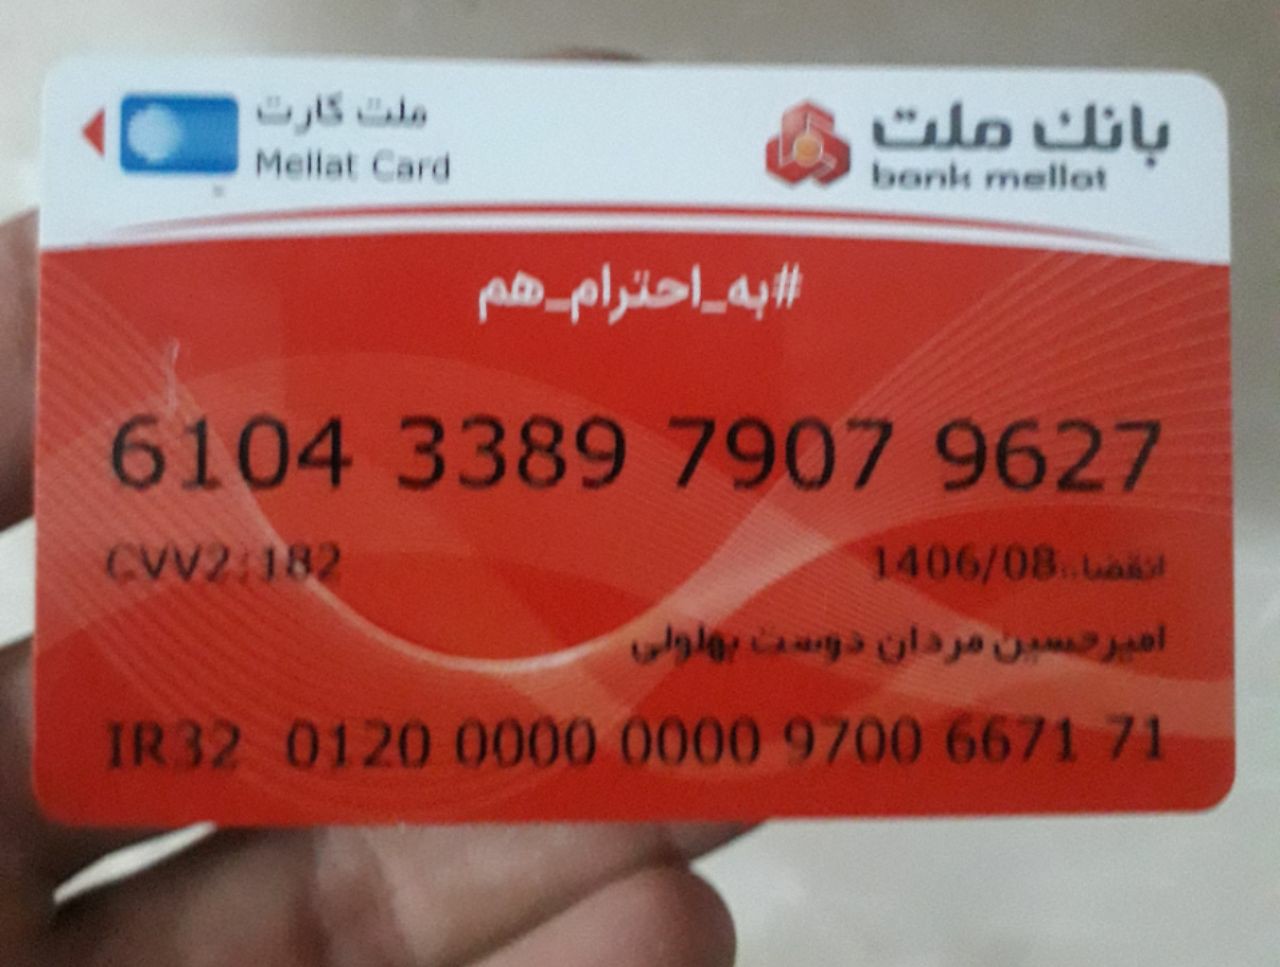 ملت کارت
Mellat Card
بانک ملت
bank mellat
#به_احترام_هم
6104 3389 7907 9627
CVV2:182
انقضا..:1406/08
امیرحسین مردان دوست بهلولی
IR32 0120 0000 0000 9700 6671 71